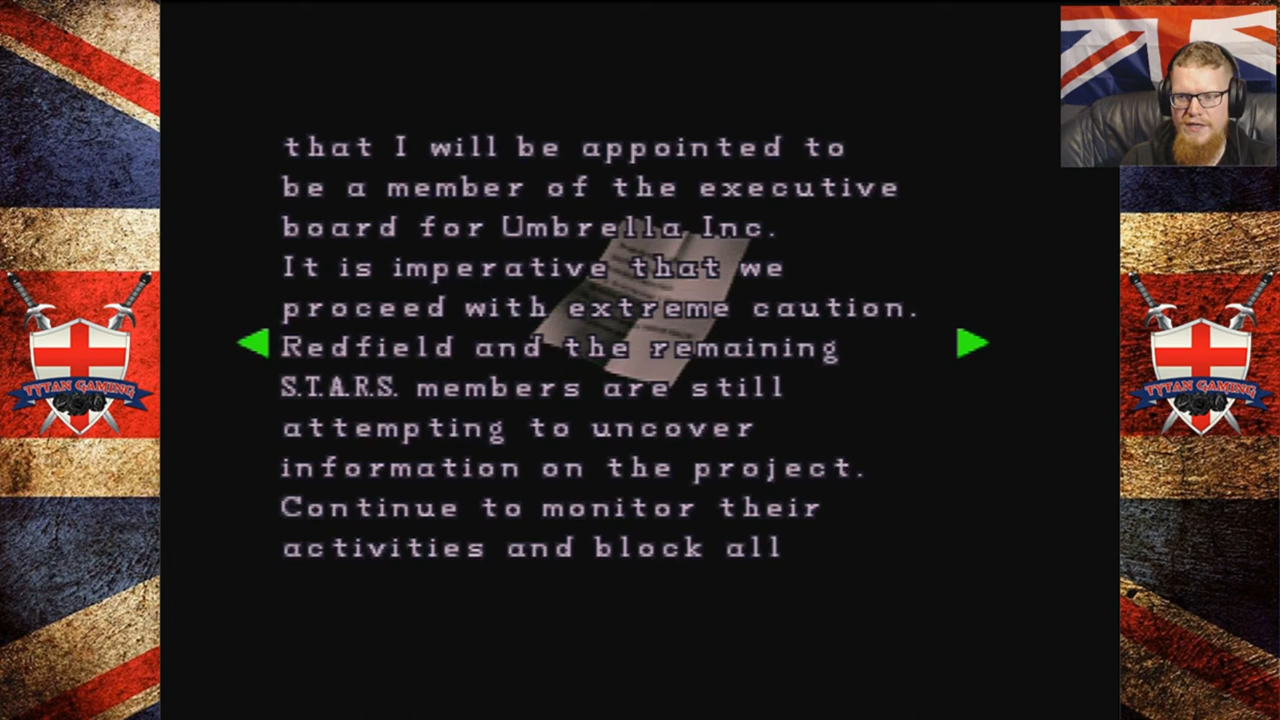 that I will be appointed to
be a member of the executive
board for Umbrella Inc.
It is imperative that we
proceed with extreme caution.
Redfield and the remaining
S.T.A.R.S. members are still
attempting to uncover
information on the project.
Continue to monitor their
activities and block all
TYTAN GAMING
TYTAN GAMING